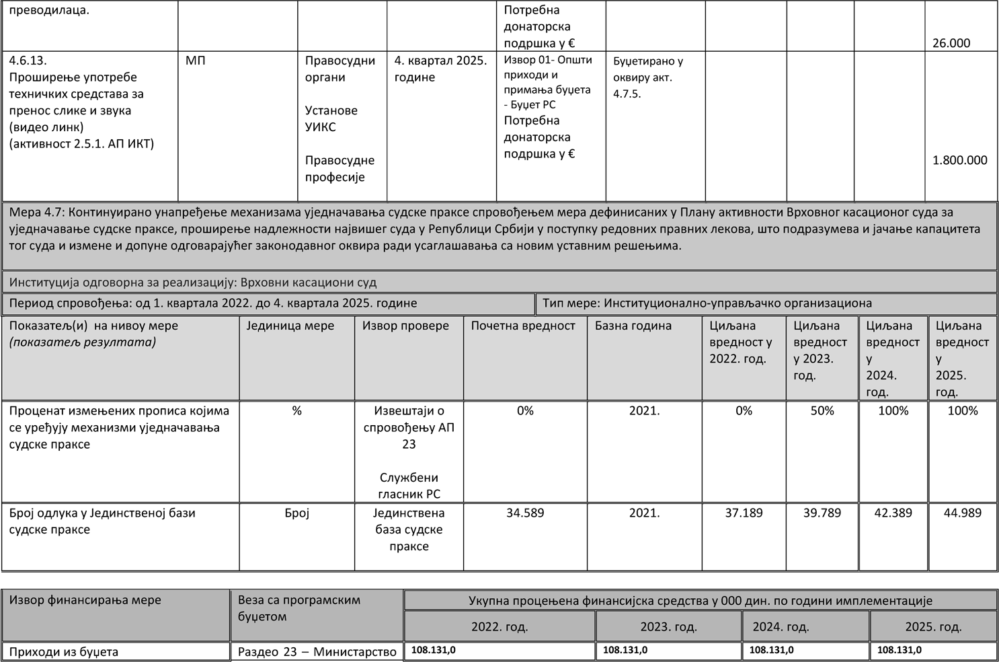 преводилаца.
Потребна
донаторска
подршка у €
26.000
4.6.13.
Проширење употребе
техничких средстава за
пренос слике и звука
(видео линк)
(активност 2.5.1. АП ИКТ)
МП
Правосудни
органи
Установе
УИКС
Правосудне
професије
4. квартал 2025.
године
Извор 01- Општи
приходи и
примања буџета
- Буџет РС
Потребна
донаторска
подршка у €
Буџетирано у
оквиру акт.
4.7.5.
1.800.000
Мера 4.7: Континуирано унапређење механизама уједначавања судске праксе спровођењем мера дефинисаних у Плану активности Врховног касационог суда за
уједначавање судске праксе, проширење надлежности највишег суда у Републици Србији у поступку редовних правних лекова, што подразумева и јачање капацитета
тог суда и измене и допуне одговарајућег законодавног оквира ради усаглашавања са новим уставним решењима.
Институција одговорна за реализацију: Врховни касациони суд
Период спровођења: од 1. квартала 2022. до 4. квартала 2025. године
Тип мере: Институционално-управљачко организациона
Показатељ(и) на нивоу мере
(показатељ резултата)
Јединица мере
Извор провере
Почетна вредност
Базна година
Циљана
вредност у
2022. год.
Циљана
вредност
у 2023.
год.
Циљана
вредност
у
2024.
год.
Циљана
вредност
у
2025.
год.
Проценат измењених прописа којима
се уређују механизми уједначавања
судске праксе
%
Извештаји о
спровођењу АП
23
Службени
гласник РС
0%
2021.
0%
50%
100%
100%
Број одлука у Јединственој бази
судске праксе
Број
Јединствена
база судске
праксе
34.589
2021.
37.189
39.789
42.389
44.989
Извор финансирања мере
Веза са програмским
буџетом
Укупна процењена финансијска средства у 000 дин. по години имплементације
2022. год.
2023. год.
2024. год.
2025. год.
Приходи из буџета
Раздео 23 – Министарство
108.131,0
108.131,0
108.131,0
108.131,0